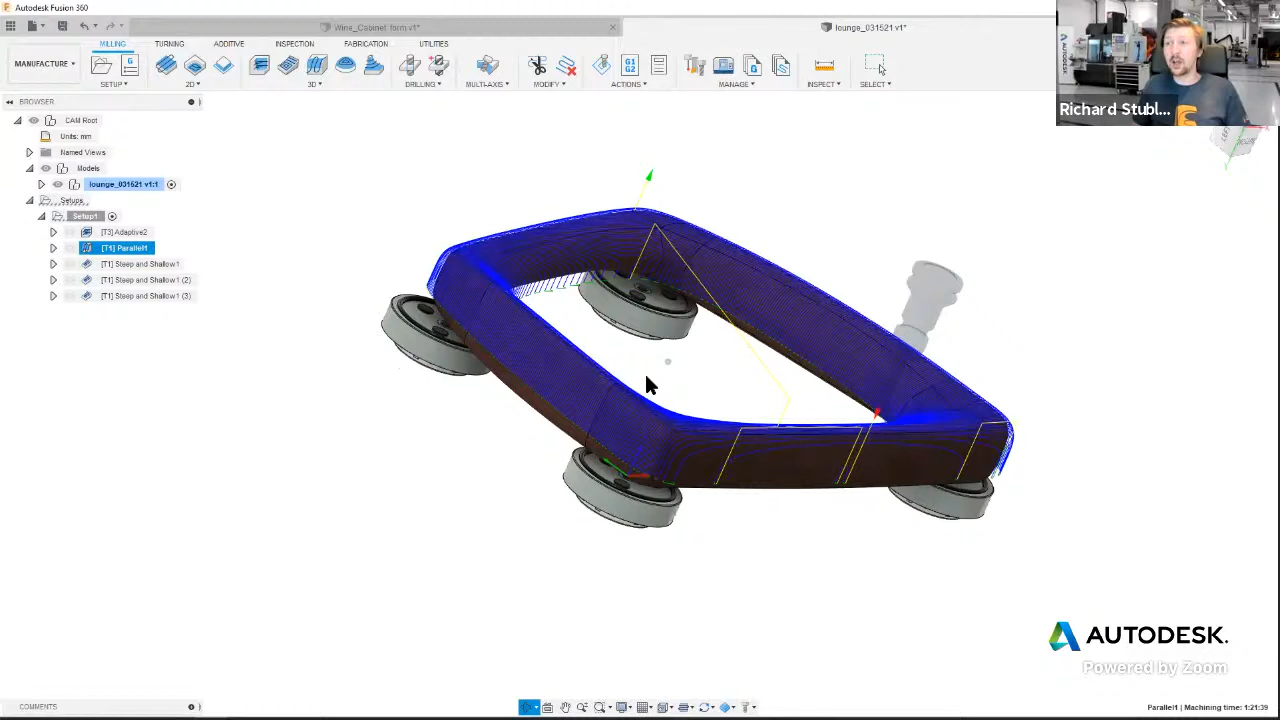 Autodesk Fusion 360
Wine_Cabinet form v1*
lounge_031521 v1*
MILLING TURNING ADDITIVE INSPECTION FABRICATION UTILITIES
MANUFACTURE
G1
G2
SETUP 2D 3D DRILLING MULTI-AXIS MODIFY ACTIONS MANAGE INSPECT SELECT
BROWSER
CAM Root
Units: mm
Named Views
Models
lounge_031521 v1:1
Setups
Setup1
[T3] Adaptive2
[T1] Parallel1
[T1] Steep and Shallow1
[T1] Steep and Shallow1 (2)
[T1] Steep and Shallow1 (3)
Richard Stubl...
AUTODESK.
Powered by Zoom
COMMENTS
Parallel1 | Machining time: 1:21:39